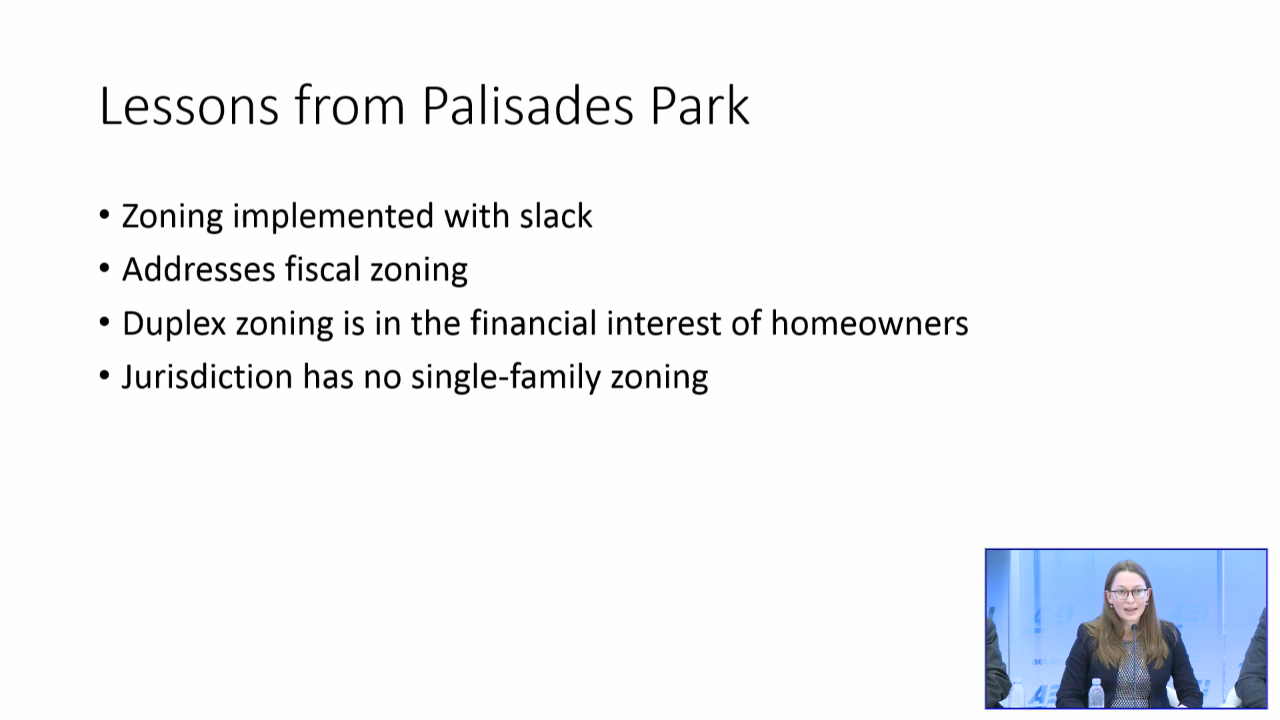 Lessons from Palisades Park
• Zoning implemented with slack
• Addresses fiscal zoning
• Duplex zoning is in the financial interest of homeowners
• Jurisdiction has no single-family zoning
AEI